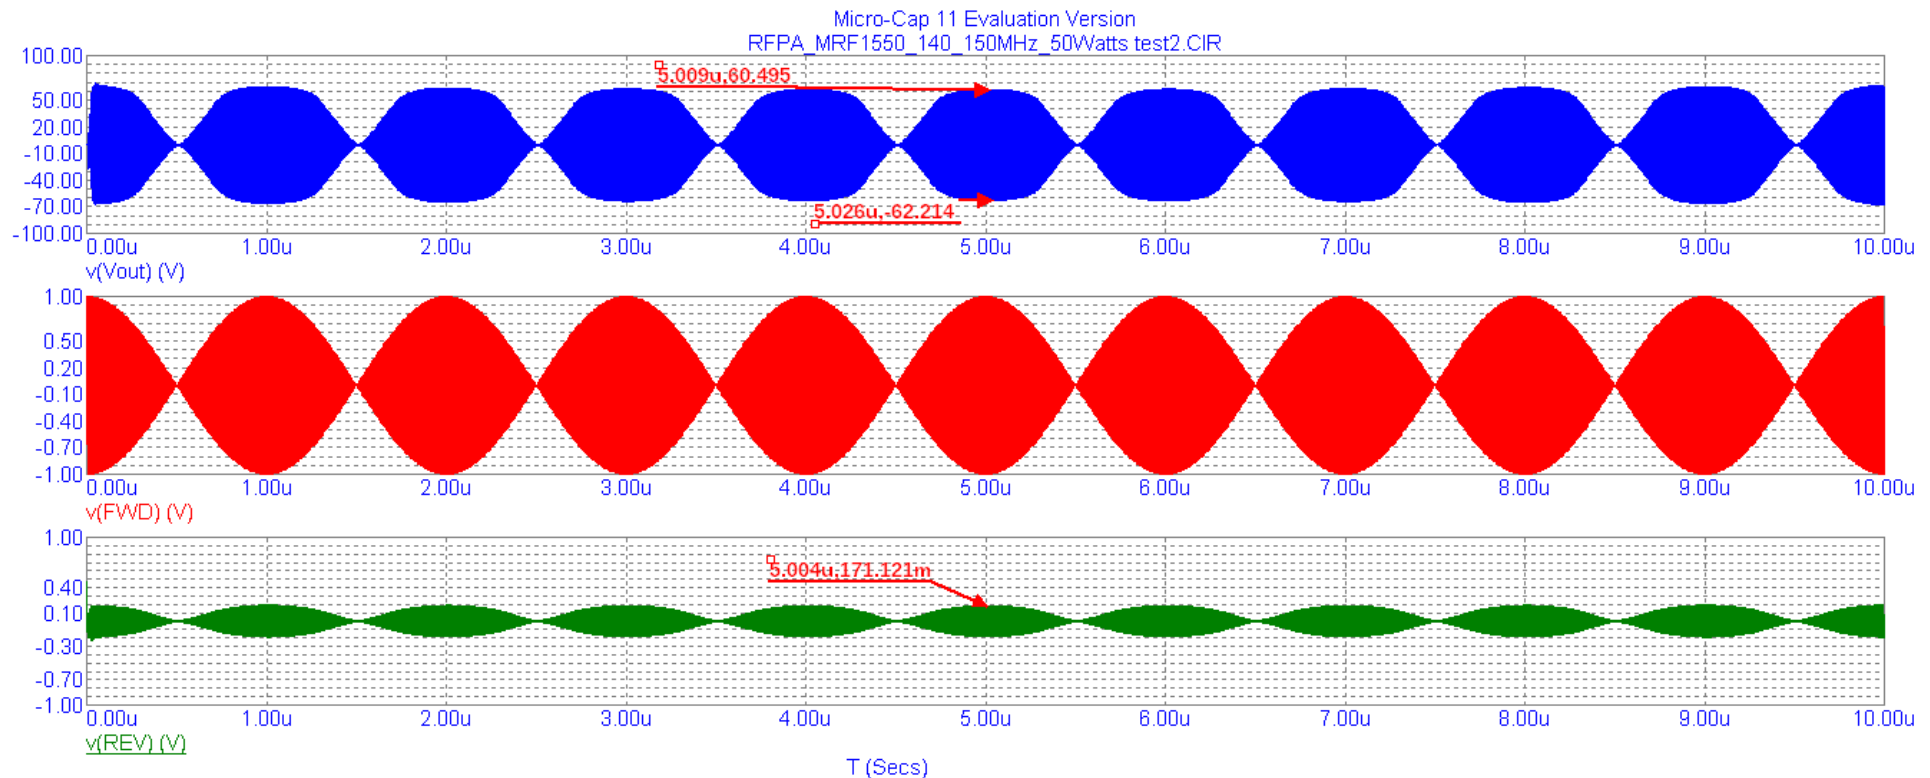 Micro-Cap 11 Evaluation Version
RFPA_MRF1550_140_150MHz_50Watts test2.CIR
100.00
50.00
20.00
-10.00
-40.00
-70.00
-100.00
5.009u,60.495
5.026u,-62.214
0.00u 1.00u 2.00u 3.00u 4.00u 5.00u 6.00u 7.00u 8.00u 9.00u 10.00u
v(Vout) (V)
1.00
0.50
0.20
-0.10
-0.40
-0.70
-1.00
0.00u 1.00u 2.00u 3.00u 4.00u 5.00u 6.00u 7.00u 8.00u 9.00u 10.00u
v(FWD) (V)
1.00
0.40
0.10
-0.30
-0.70
-1.00
5.004u,171.121m
0.00u 1.00u 2.00u 3.00u 4.00u 5.00u 6.00u 7.00u 8.00u 9.00u 10.00u
v(REV) (V)
T (Secs)